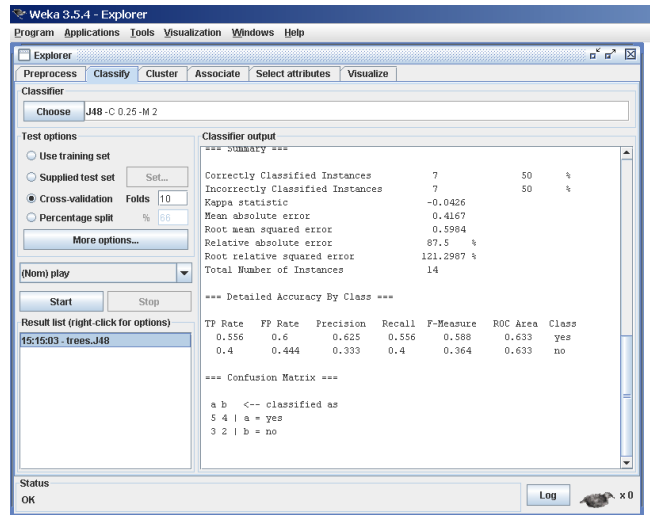 Weka 3.5.4 - Explorer
Program Applications Tools Visualization Windows Help
Explorer
Preprocess Classify Cluster Associate Select attributes Visualize
Classifier
Choose J48 -C 0.25 -M 2
Test options
Use training set
Supplied test set Set...
Cross-validation Folds 10
Percentage split % 66
More options...
(Nom) play
Start Stop
Result list (right-click for options)
15:15:03 - trees.J48
Classifier output
=== Summary ===
Correctly Classified Instances 7 50 %
Incorrectly Classified Instances 7 50 %
Kappa statistic -0.0426
Mean absolute error 0.4167
Root mean squared error 0.5984
Relative absolute error 87.5 %
Root relative squared error 121.2987 %
Total Number of Instances 14
=== Detailed Accuracy By Class ===
TP Rate FP Rate Precision Recall F-Measure ROC Area Class
0.556 0.6 0.625 0.556 0.588 0.633 yes
0.4 0.444 0.333 0.4 0.364 0.633 no
=== Confusion Matrix ===
a b <-- classified as
5 4 | a = yes
3 2 | b = no
Status
OK
Log
x 0